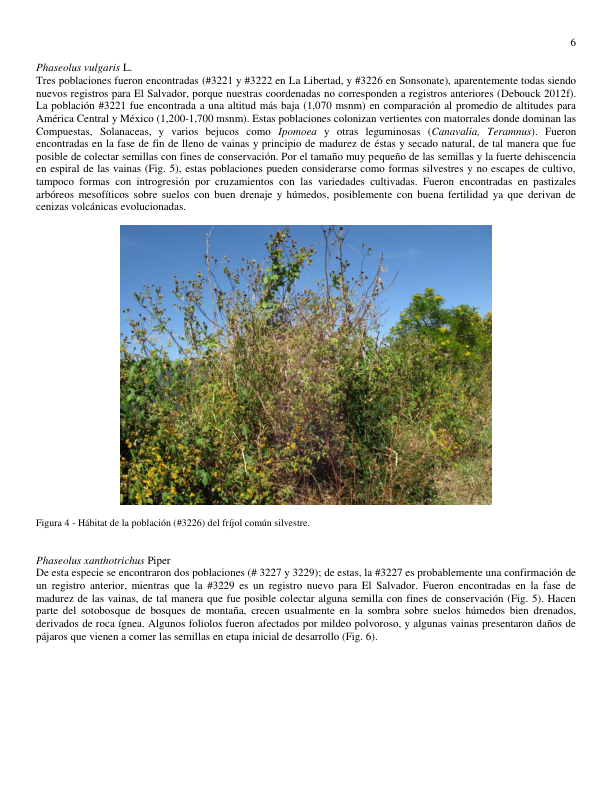 6
Phaseolus vulgaris L.
Tres poblaciones fueron encontradas (#3221 y #3222 en La Libertad, y #3226 en Sonsonate), aparentemente todas siendo
nuevos registros para El Salvador, porque nuestras coordenadas no corresponden a registros anteriores (Debouck 2012f).
La población #3221 fue encontrada a una altitud más baja (1,070 msnm) en comparación al promedio de altitudes para
América Central y México (1,200-1,700 msnm). Estas poblaciones colonizan vertientes con matorrales donde dominan las
Compuestas, Solanaceas, y varios bejucos como Ipomoea y otras leguminosas (Canavalia, Teramnus). Fueron
encontradas en la fase de fin de lleno de vainas y principio de madurez de éstas y secado natural, de tal manera que fue
posible de colectar semillas con fines de conservación. Por el tamaño muy pequeño de las semillas y la fuerte dehiscencia
en espiral de las vainas (Fig. 5), estas poblaciones pueden considerarse como formas silvestres y no escapes de cultivo,
tampoco formas con introgresión por cruzamientos con las variedades cultivadas. Fueron encontradas en pastizales
arbóreos mesofíticos sobre suelos con buen drenaje y húmedos, posiblemente con buena fertilidad ya que derivan de
cenizas volcánicas evolucionadas.
Figura 4 - Hábitat de la población (#3226) del fríjol común silvestre.
Phaseolus xanthotrichus Piper
De esta especie se encontraron dos poblaciones (# 3227 y 3229); de estas, la #3227 es probablemente una confirmación de
un registro anterior, mientras que la #3229 es un registro nuevo para El Salvador. Fueron encontradas en la fase de
madurez de las vainas, de tal manera que fue posible colectar alguna semilla con fines de conservación (Fig. 5). Hacen
parte del sotobosque de bosques de montaña, crecen usualmente en la sombra sobre suelos húmedos bien drenados,
derivados de roca ígnea. Algunos foliolos fueron afectados por mildeo polvoroso, y algunas vainas presentaron daños de
pájaros que vienen a comer las semillas en etapa inicial de desarrollo (Fig. 6).